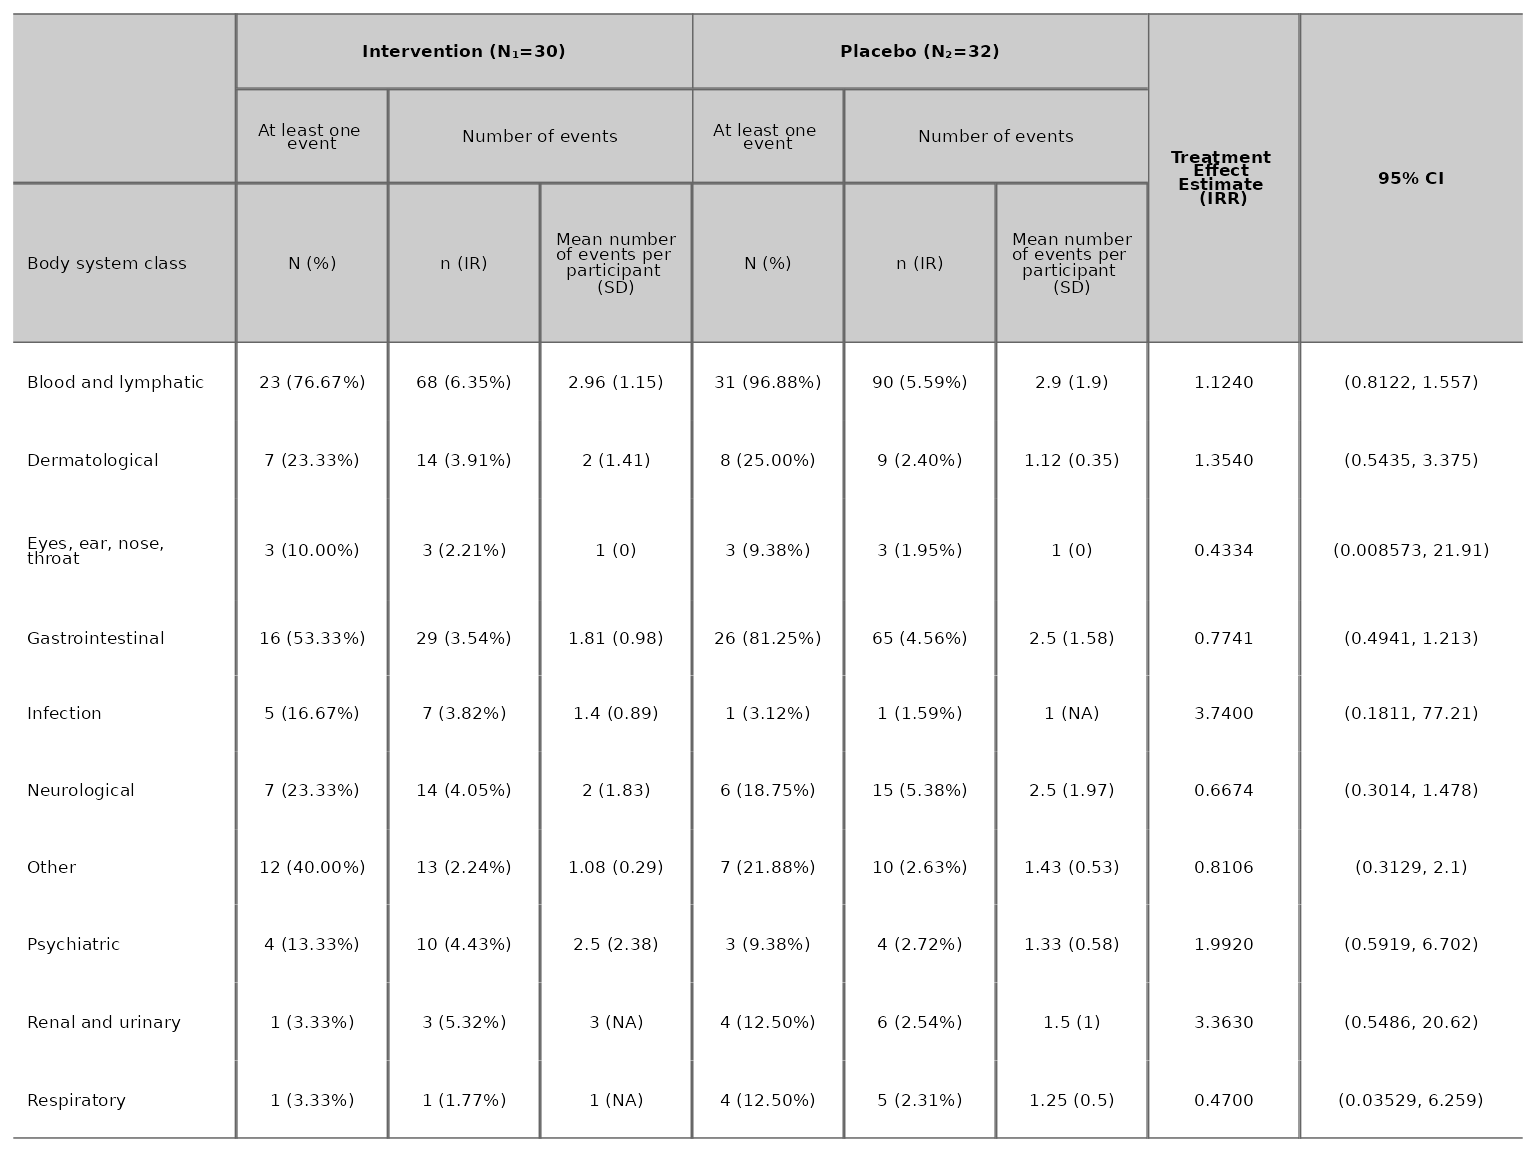 Intervention (N₁=30) Placebo (N₂=32)
At least one
event
Number of events
At least one
event
Number of events
Treatment
Effect
Estimate
(IRR)
95% CI
Body system class
N (%)
n (IR)
Mean number
of events per
participant
(SD)
N (%)
n (IR)
Mean number
of events per
participant
(SD)
Blood and lymphatic 23 (76.67%) 68 (6.35%) 2.96 (1.15) 31 (96.88%) 90 (5.59%) 2.9 (1.9) 1.1240 (0.8122, 1.557)
Dermatological 7 (23.33%) 14 (3.91%) 2 (1.41) 8 (25.00%) 9 (2.40%) 1.12 (0.35) 1.3540 (0.5435, 3.375)
Eyes, ear, nose,
throat
3 (10.00%) 3 (2.21%) 1 (0) 3 (9.38%) 3 (1.95%) 1 (0) 0.4334 (0.008573, 21.91)
Gastrointestinal 16 (53.33%) 29 (3.54%) 1.81 (0.98) 26 (81.25%) 65 (4.56%) 2.5 (1.58) 0.7741 (0.4941, 1.213)
Infection 5 (16.67%) 7 (3.82%) 1.4 (0.89) 1 (3.12%) 1 (1.59%) 1 (NA) 3.7400 (0.1811, 77.21)
Neurological 7 (23.33%) 14 (4.05%) 2 (1.83) 6 (18.75%) 15 (5.38%) 2.5 (1.97) 0.6674 (0.3014, 1.478)
Other 12 (40.00%) 13 (2.24%) 1.08 (0.29) 7 (21.88%) 10 (2.63%) 1.43 (0.53) 0.8106 (0.3129, 2.1)
Psychiatric 4 (13.33%) 10 (4.43%) 2.5 (2.38) 3 (9.38%) 4 (2.72%) 1.33 (0.58) 1.9920 (0.5919, 6.702)
Renal and urinary 1 (3.33%) 3 (5.32%) 3 (NA) 4 (12.50%) 6 (2.54%) 1.5 (1) 3.3630 (0.5486, 20.62)
Respiratory 1 (3.33%) 1 (1.77%) 1 (NA) 4 (12.50%) 5 (2.31%) 1.25 (0.5) 0.4700 (0.03529, 6.259)